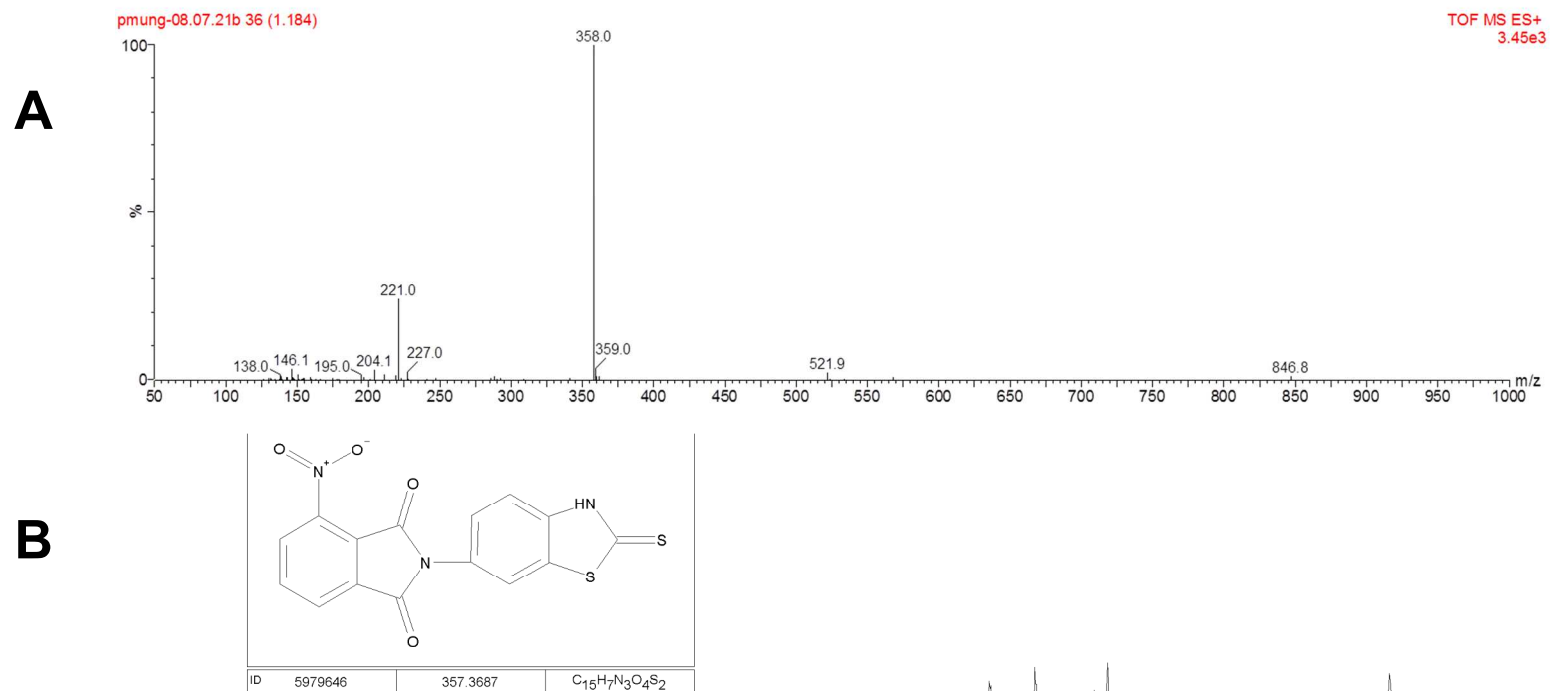 pmung-08.07.21b 36 (1.184)
TOF MS ES+
3.45e3
A
100
%
0
358.0
221.0
138.0 146.1 195.0 204.1 227.0
359.0
521.9
846.8
50 100 150 200 250 300 350 400 450 500 550 600 650 700 750 800 850 900 950 1000 m/z
B
O N+ O-
O
HN
S
N
S
O
ID 5979646 357.3687 C15H7N3O4S2